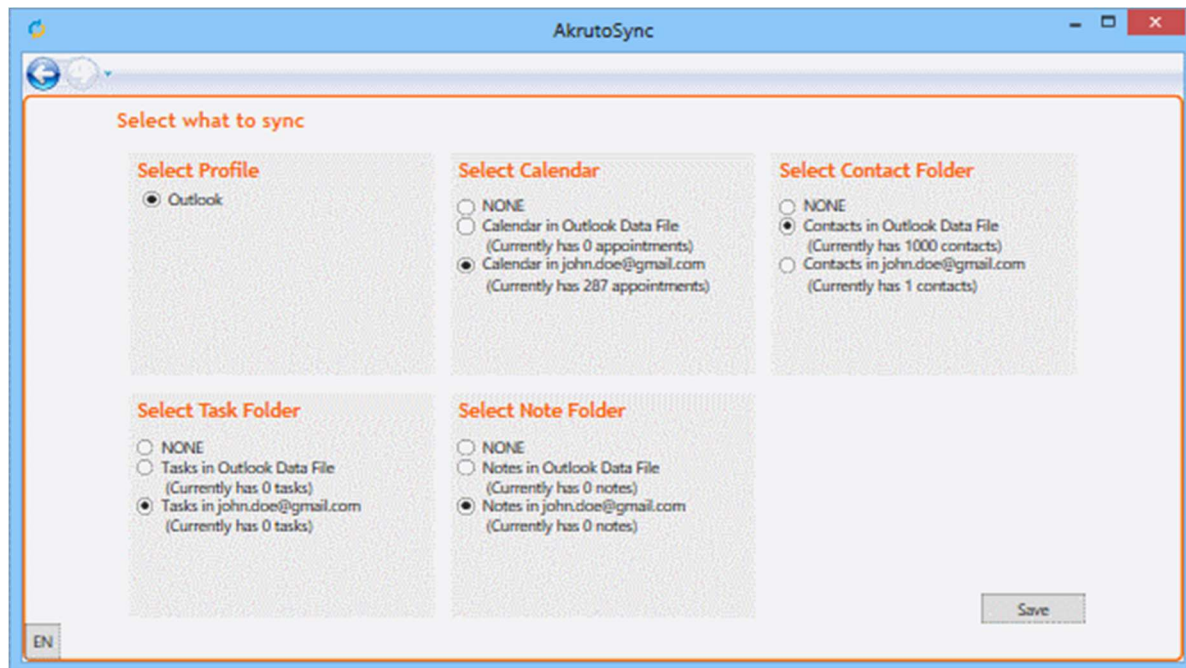 AkrutoSync
Select what to sync
Select Profile
Outlook
Select Calendar
NONE
Calendar in Outlook Data File
(Currently has 0 appointments)
Calendar in john.doe@gmail.com
(Currently has 287 appointments)
Select Contact Folder
NONE
Contacts in Outlook Data File
(Currently has 1000 contacts)
Contacts in john.doe@gmail.com
(Currently has 1 contacts)
Select Task Folder
NONE
Tasks in Outlook Data File
(Currently has 0 tasks)
Tasks in john.doe@gmail.com
(Currently has 0 tasks)
Select Note Folder
NONE
Notes in Outlook Data File
(Currently has 0 notes)
Notes in john.doe@gmail.com
(Currently has 0 notes)
Save
EN